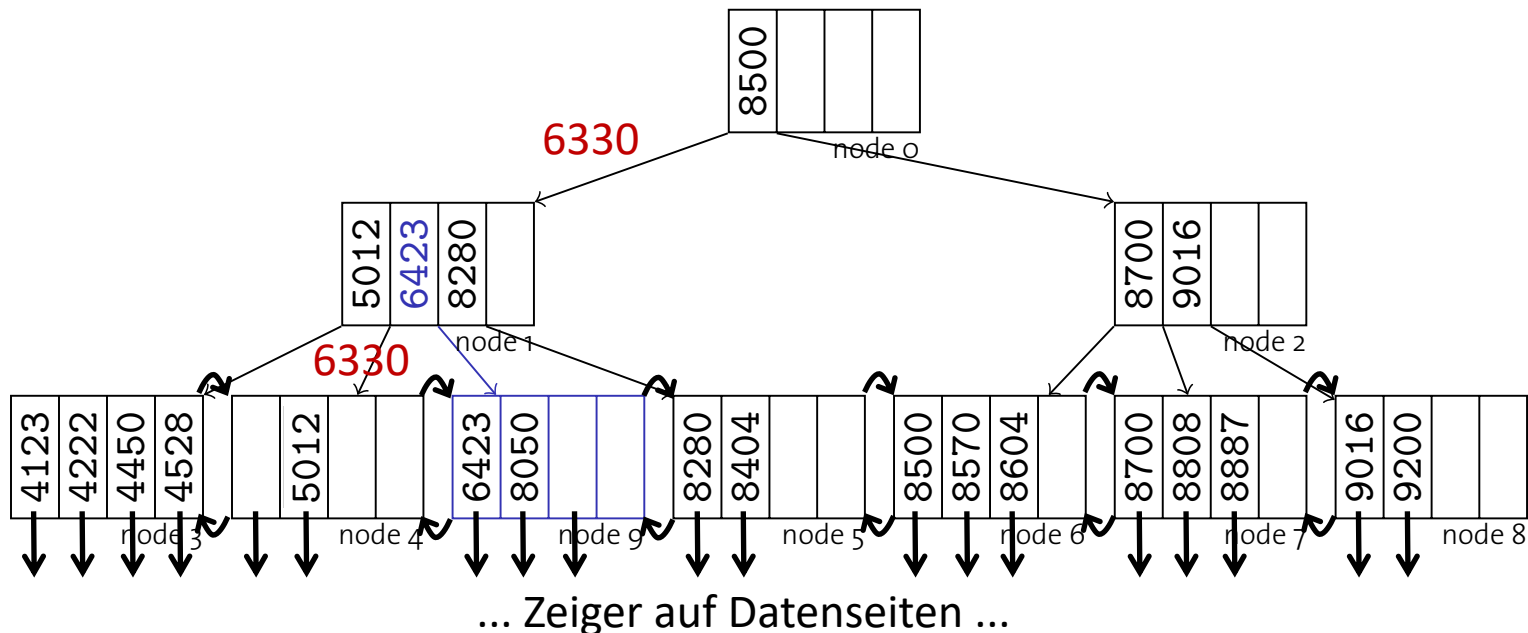 8500
node 0
6330
5012 6423 8280
node 1
8700 9016
node 2
6330
4123 4222 4450 4528
node 3
5012
node 4
6423 8050
node 9
8280 8404
node 5
8500 8570 8604
node 6
8700 8808 8887
node 7
9016 9200
node 8
... Zeiger auf Datenseiten ...